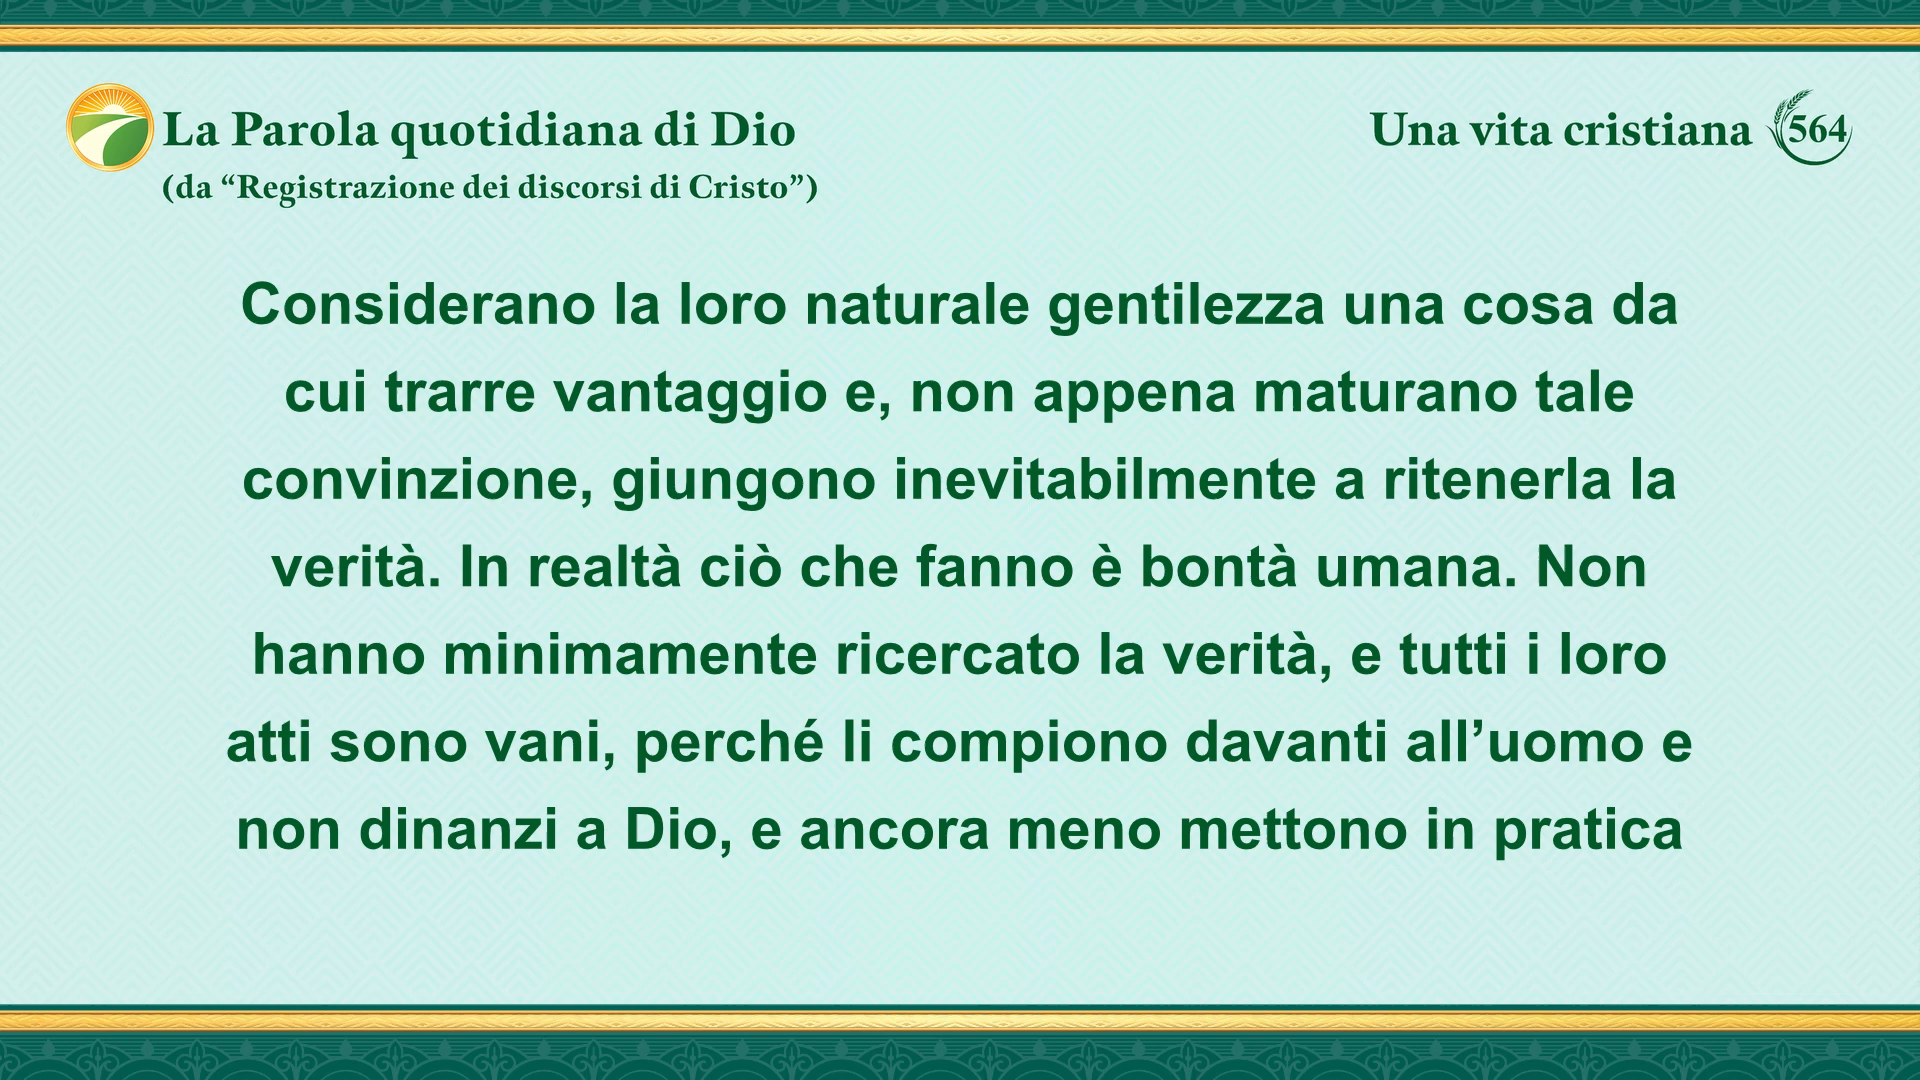 La Parola quotidiana di Dio
(da “Registrazione dei discorsi di Cristo”)
Una vita cristiana 564
Considerano la loro naturale gentilezza una cosa da
cui trarre vantaggio e, non appena maturano tale
convinzione, giungono inevitabilmente a ritenerla la
verità. In realtà ciò che fanno è bontà umana. Non
hanno minimamente ricercato la verità, e tutti i loro
atti sono vani, perché li compiono davanti all’uomo e
non dinanzi a Dio, e ancora meno mettono in pratica